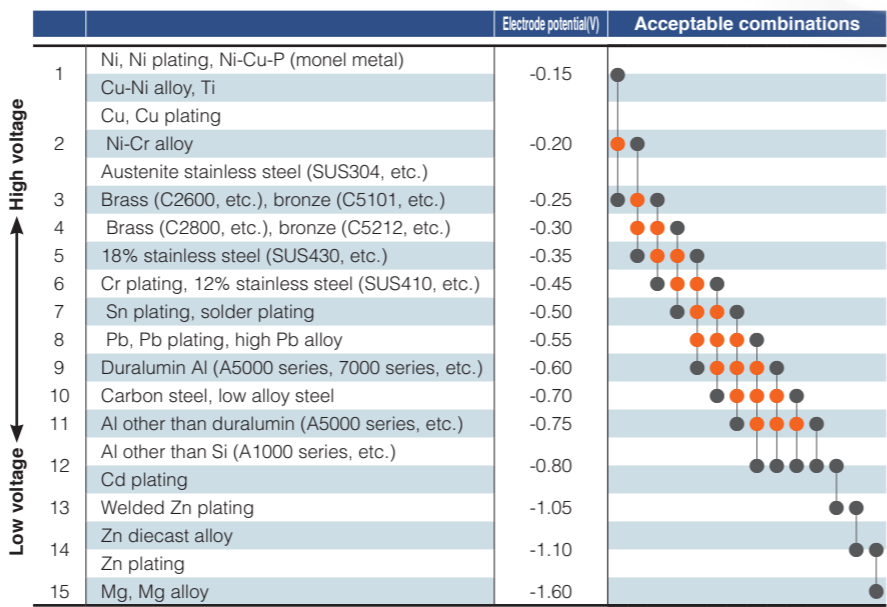 Electrode potential(V) Acceptable combinations
High voltage
Low voltage
1 Ni, Ni plating, Ni-Cu-P (monel metal) -0.15
Cu-Ni alloy, Ti
Cu, Cu plating
2 Ni-Cr alloy -0.20
Austenite stainless steel (SUS304, etc.)
3 Brass (C2600, etc.), bronze (C5101, etc.) -0.25
4 Brass (C2800, etc.), bronze (C5212, etc.) -0.30
5 18% stainless steel (SUS430, etc.) -0.35
6 Cr plating, 12% stainless steel (SUS410, etc.) -0.45
7 Sn plating, solder plating -0.50
8 Pb, Pb plating, high Pb alloy -0.55
9 Duralumin Al (A5000 series, 7000 series, etc.) -0.60
10 Carbon steel, low alloy steel -0.70
11 Al other than duralumin (A5000 series, etc.) -0.75
12 Al other than Si (A1000 series, etc.) -0.80
Cd plating
13 Welded Zn plating -1.05
14 Zn diecast alloy -1.10
Zn plating
15 Mg, Mg alloy -1.60